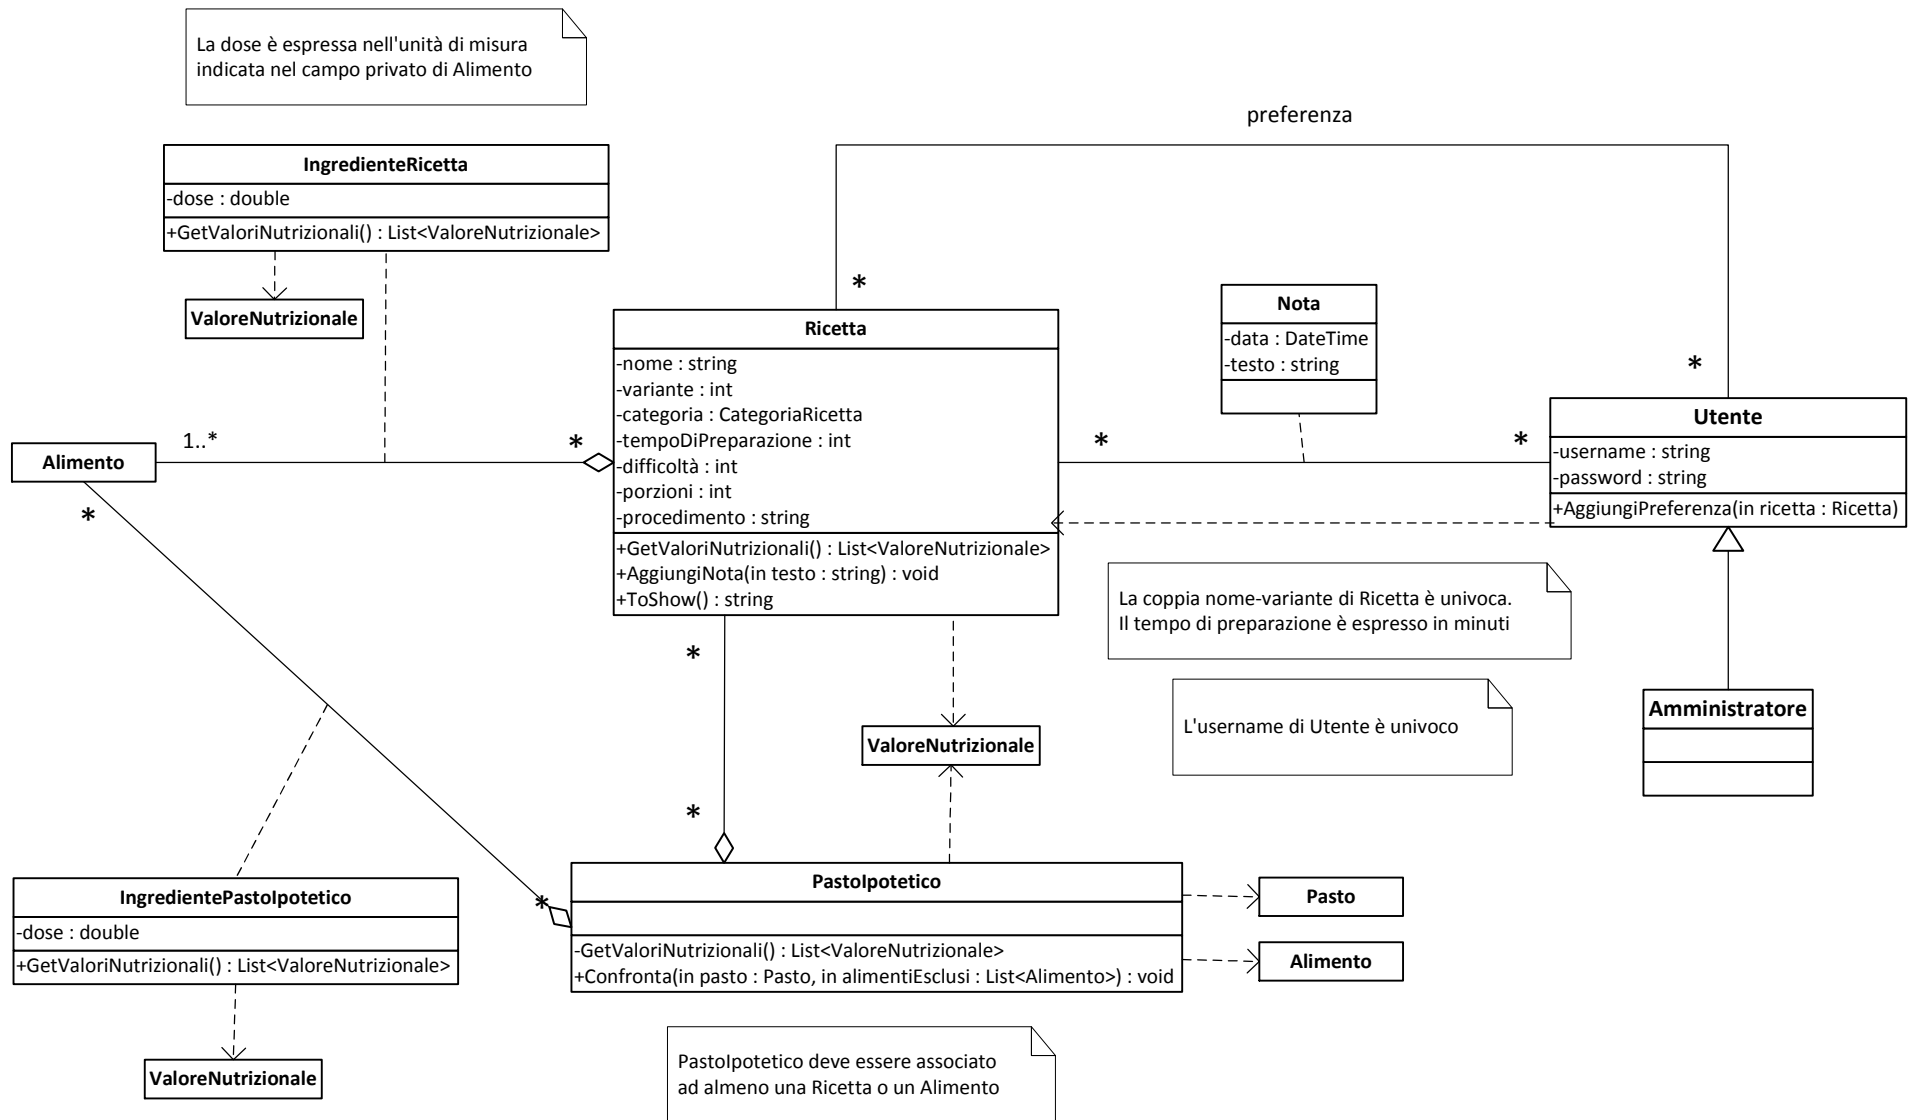 La dose è espressa nell'unità di misura
indicata nel campo privato di Alimento
preferenza
IngredienteRicetta
-dose : double
+GetValoriNutrizionali() : List<ValoreNutrizionale>
*
ValoreNutrizionale
Nota
-data : DateTime
-testo : string
Ricetta
-nome : string
-variante : int
-categoria : CategoriaRicetta
-tempoDiPreparazione : int
-difficoltà : int
-porzioni : int
-procedimento : string
+GetValoriNutrizionali() : List<ValoreNutrizionale>
+AggiungiNota(in testo : string) : void
+ToShow() : string
*
Utente
-username : string
-password : string
+AggiungiPreferenza(in ricetta : Ricetta)
1..*
*
*
*
Alimento
*
La coppia nome-variante di Ricetta è univoca.
Il tempo di preparazione è espresso in minuti
*
L'username di Utente è univoco
Amministratore
ValoreNutrizionale
*
IngredientePastoIpotetico
-dose : double
+GetValoriNutrizionali() : List<ValoreNutrizionale>
*
PastoIpotetico
-GetValoriNutrizionali() : List<ValoreNutrizionale>
+Confronta(in pasto : Pasto, in alimentiEsclusi : List<Alimento>) : void
Pasto
Alimento
ValoreNutrizionale
PastoIpotetico deve essere associato
ad almeno una Ricetta o un Alimento